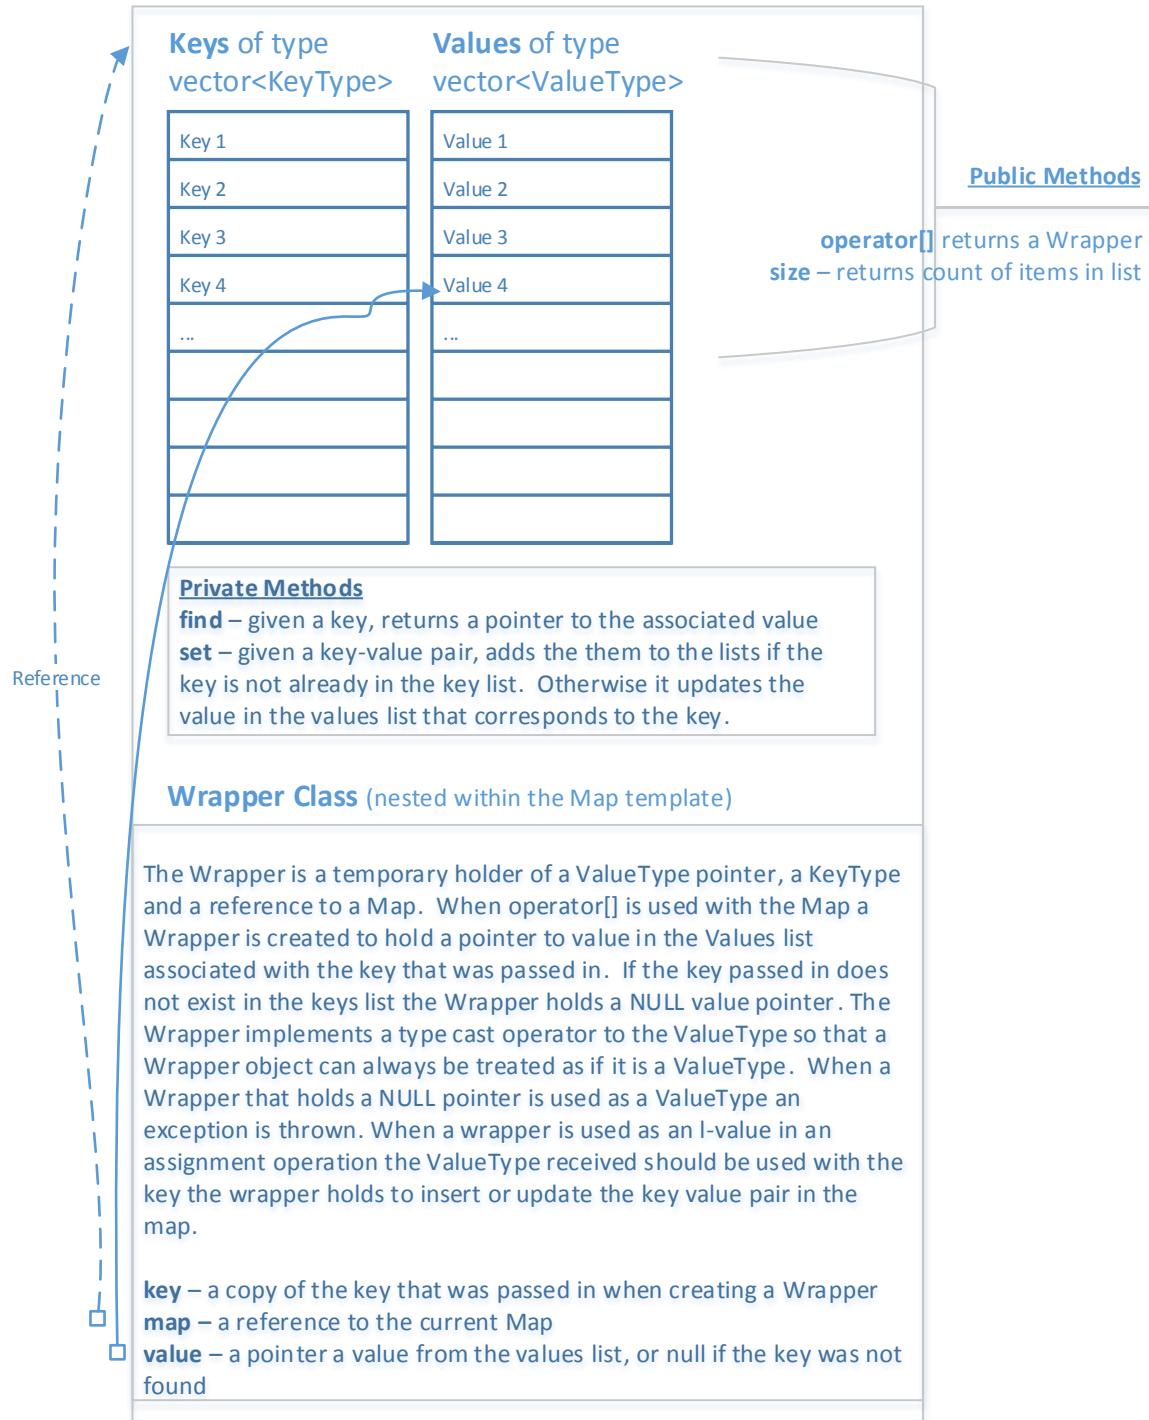 Keys of type
vector<KeyType>
Values of type
vector<ValueType>
Key 1
Key 2
Key 3
Key 4
...
Value 1
Value 2
Value 3
Value 4
...
Public Methods
operator[] returns a Wrapper
size – returns count of items in list
Private Methods
find – given a key, returns a pointer to the associated value
set – given a key-value pair, adds the them to the lists if the
key is not already in the key list.  Otherwise it updates the
value in the values list that corresponds to the key.
Reference
Wrapper Class (nested within the Map template)
The Wrapper is a temporary holder of a ValueType pointer, a KeyType
and a reference to a Map.  When operator[] is used with the Map a
Wrapper is created to hold a pointer to value in the Values list
associated with the key that was passed in.  If the key passed in does
not exist in the keys list the Wrapper holds a NULL value pointer. The
Wrapper implements a type cast operator to the ValueType so that a
Wrapper object can always be treated as if it is a ValueType.  When a
Wrapper that holds a NULL pointer is used as a ValueType an
exception is thrown. When a wrapper is used as an l-value in an
assignment operation the ValueType received should be used with the
key the wrapper holds to insert or update the key value pair in the
map.
key – a copy of the key that was passed in when creating a Wrapper
map – a reference to the current Map
value – a pointer a value from the values list, or null if the key was not
found